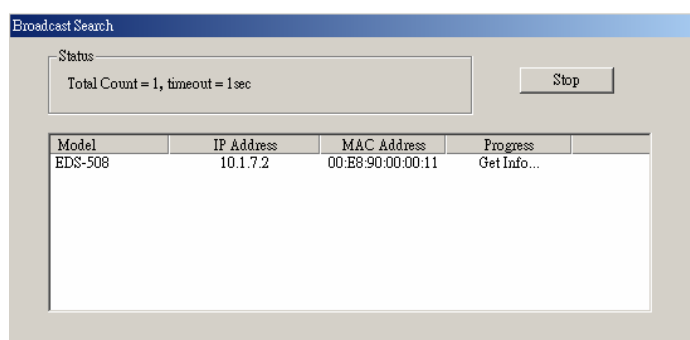 Broadcast Search
Status
Total Count = 1, timeout = 1sec
Stop
Model IP Address MAC Address Progress
EDS-508 10.1.7.2 00:E8:90:00:00:11 Get Info...